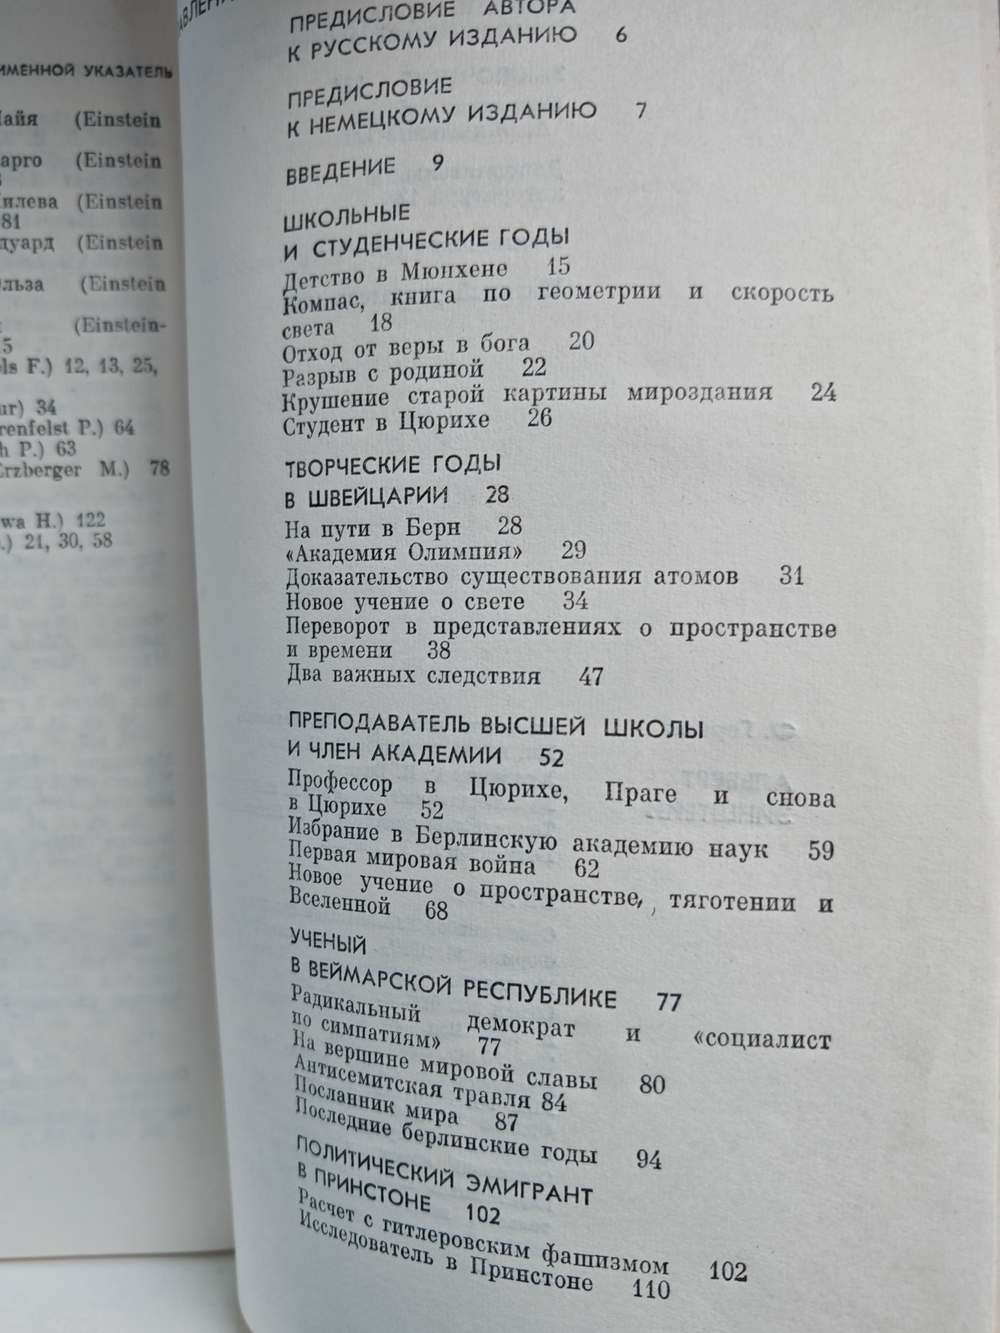 ИМЕННОЙ УКАЗАТЕЛЬ
(Einstein
(Einstein
(Einstein
81
(Einstein
(Einstein
(Einstein-
F.) 12, 13, 25,
34
P.) 64
P.) 63
Erzberger M.) 78
H.) 122
21, 30, 58
ПРЕДИСЛОВИЕ АВТОРА
К РУССКОМУ ИЗДАНИЮ 6
ПРЕДИСЛОВИЕ
К НЕМЕЦКОМУ ИЗДАНИЮ 7
ВВЕДЕНИЕ 9
ШКОЛЬНЫЕ
И СТУДЕНЧЕСКИЕ ГОДЫ
Детство в Мюнхене 15
Компас, книга по геометрии и скорость
света 18
Отход от веры в бога 20
Разрыв с родиной 22
Крушение старой картины мироздания 24
Студент в Цюрихе 26
ТВОРЧЕСКИЕ ГОДЫ
В ШВЕЙЦАРИИ 28
На пути в Берн 28
«Академия Олимпия» 29
Доказательство существования атомов 31
Новое учение о свете 34
Переворот в представлениях о пространстве
и времени 38
Два важных следствия 47
ПРЕПОДАВАТЕЛЬ ВЫСШЕЙ ШКОЛЫ
И ЧЛЕН АКАДЕМИИ 52
Профессор в Цюрихе, Праге и снова
в Цюрихе 52
Избрание в Берлинскую академию наук 59
Первая мировая война 62
Новое учение о пространстве, тяготении и
Вселенной 68
УЧЕНЫЙ
В ВЕЙМАРСКОЙ РЕСПУБЛИКЕ 77
Радикальный демократ и «социалист
по симпатиям» 77
На вершине мировой славы 80
Антисемитская травля 84
Посланник мира 87
Последние берлинские годы 94
ПОЛИТИЧЕСКИЙ ЭМИГРАНТ
В ПРИНСТОНЕ 102
Расчет с гитлеровским фашизмом 102
Исследователь в Принстоне 110